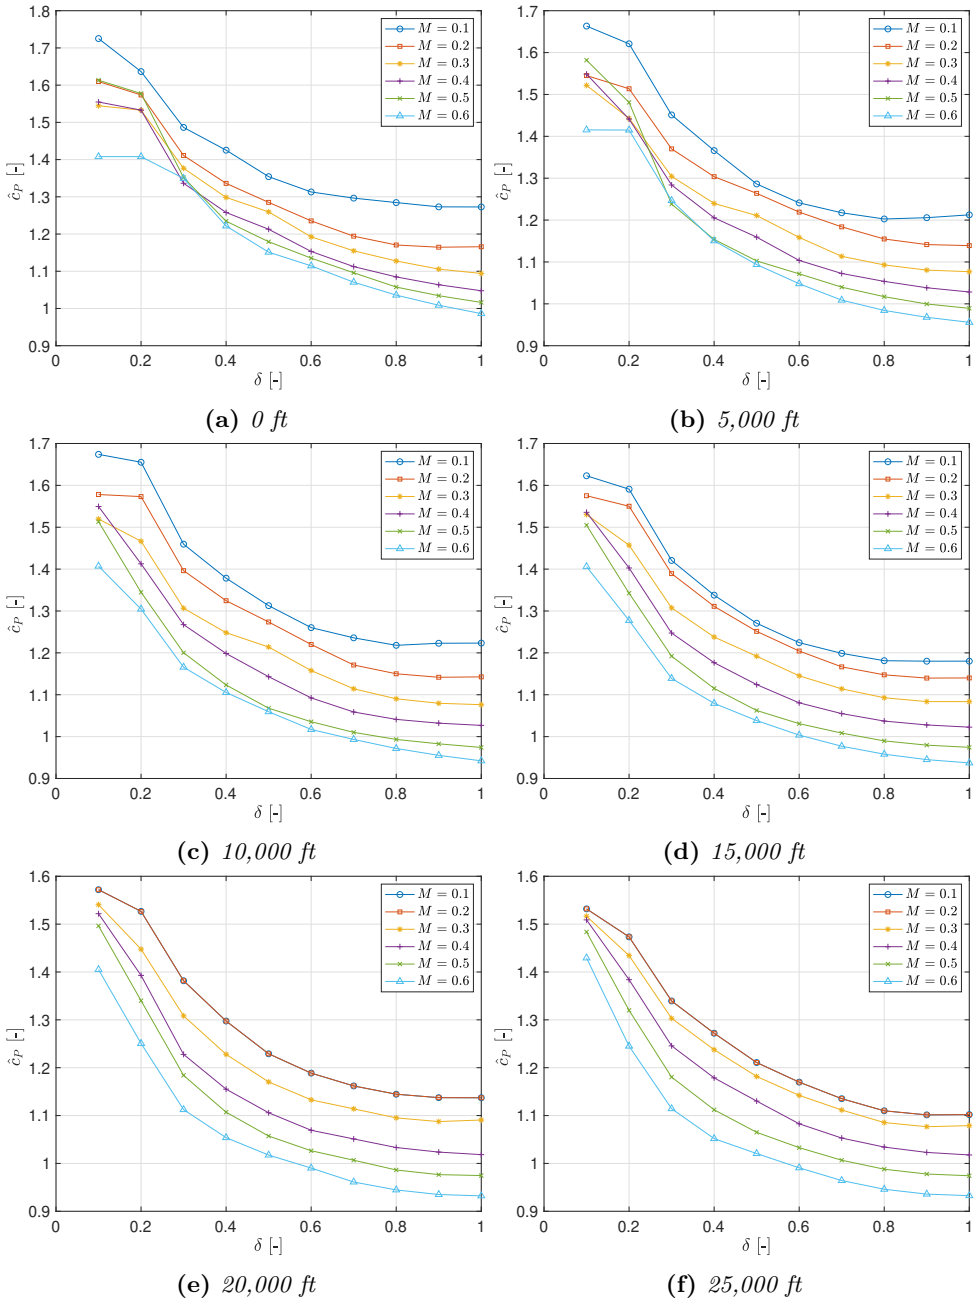 1.8
1.7
1.6
1.5
1.4
1.3
1.2
1.1
1
0.9
0
0.2
0.4
0.6
0.8
1
ĉ_P [-]
δ [-]
M = 0.1
M = 0.2
M = 0.3
M = 0.4
M = 0.5
M = 0.6
(a) 0 ft
1.7
1.6
1.5
1.4
1.3
1.2
1.1
1
0.9
0
0.2
0.4
0.6
0.8
1
ĉ_P [-]
δ [-]
M = 0.1
M = 0.2
M = 0.3
M = 0.4
M = 0.5
M = 0.6
(b) 5,000 ft
1.7
1.6
1.5
1.4
1.3
1.2
1.1
1
0.9
0
0.2
0.4
0.6
0.8
1
ĉ_P [-]
δ [-]
M = 0.1
M = 0.2
M = 0.3
M = 0.4
M = 0.5
M = 0.6
(c) 10,000 ft
1.7
1.6
1.5
1.4
1.3
1.2
1.1
1
0.9
0
0.2
0.4
0.6
0.8
1
ĉ_P [-]
δ [-]
M = 0.1
M = 0.2
M = 0.3
M = 0.4
M = 0.5
M = 0.6
(d) 15,000 ft
1.6
1.5
1.4
1.3
1.2
1.1
1
0.9
0
0.2
0.4
0.6
0.8
1
ĉ_P [-]
δ [-]
M = 0.1
M = 0.2
M = 0.3
M = 0.4
M = 0.5
M = 0.6
(e) 20,000 ft
1.6
1.5
1.4
1.3
1.2
1.1
1
0.9
0
0.2
0.4
0.6
0.8
1
ĉ_P [-]
δ [-]
M = 0.1
M = 0.2
M = 0.3
M = 0.4
M = 0.5
M = 0.6
(f) 25,000 ft